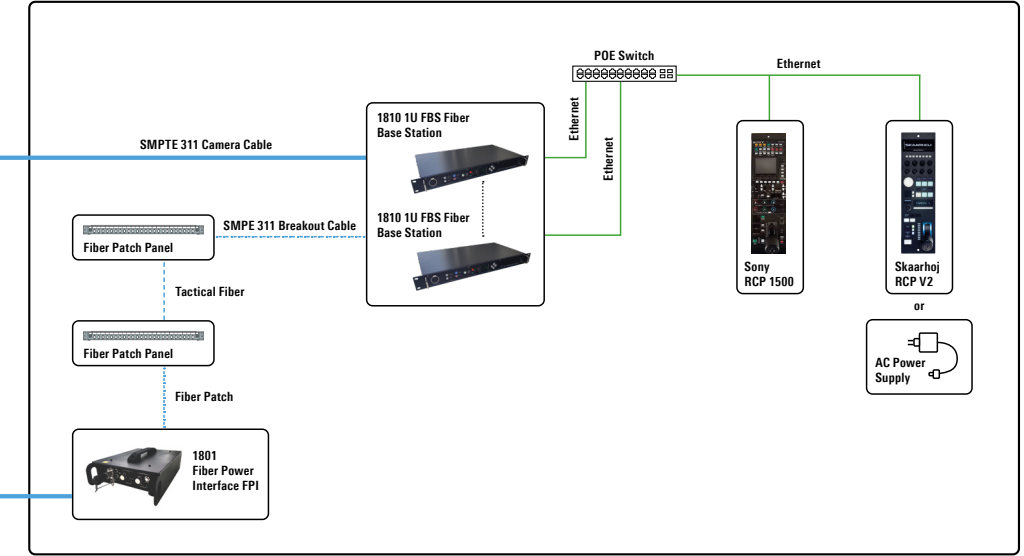 POE Switch
Ethernet
Ethernet
Ethernet
1810 1U FBS Fiber
Base Station
SMPTE 311 Camera Cable
1810 1U FBS Fiber
Base Station
SMPE 311 Breakout Cable
Fiber Patch Panel
Tactical Fiber
Fiber Patch Panel
Fiber Patch
1801
Fiber Power
Interface FPI
Sony
RCP 1500
SKAARHOJ
Skaarhoj
RCP V2
or
AC Power
Supply